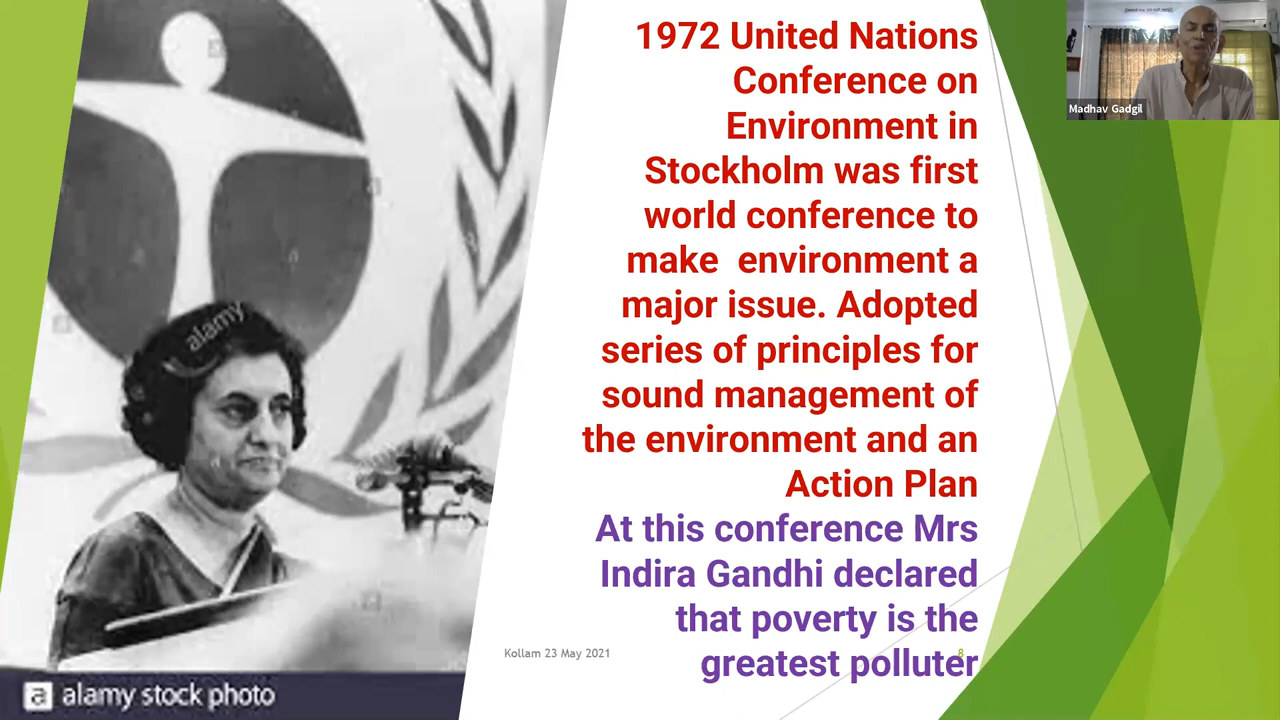 1972 United Nations
Conference on
Environment in
Stockholm was first
world conference to
make  environment a
major issue. Adopted
series of principles for
sound management of
the environment and an
Action Plan
At this conference Mrs
Indira Gandhi declared
that poverty is the
greatest polluter
Kollam 23 May 2021
8
Madhav Gadgil
alamy
a alamy stock photo